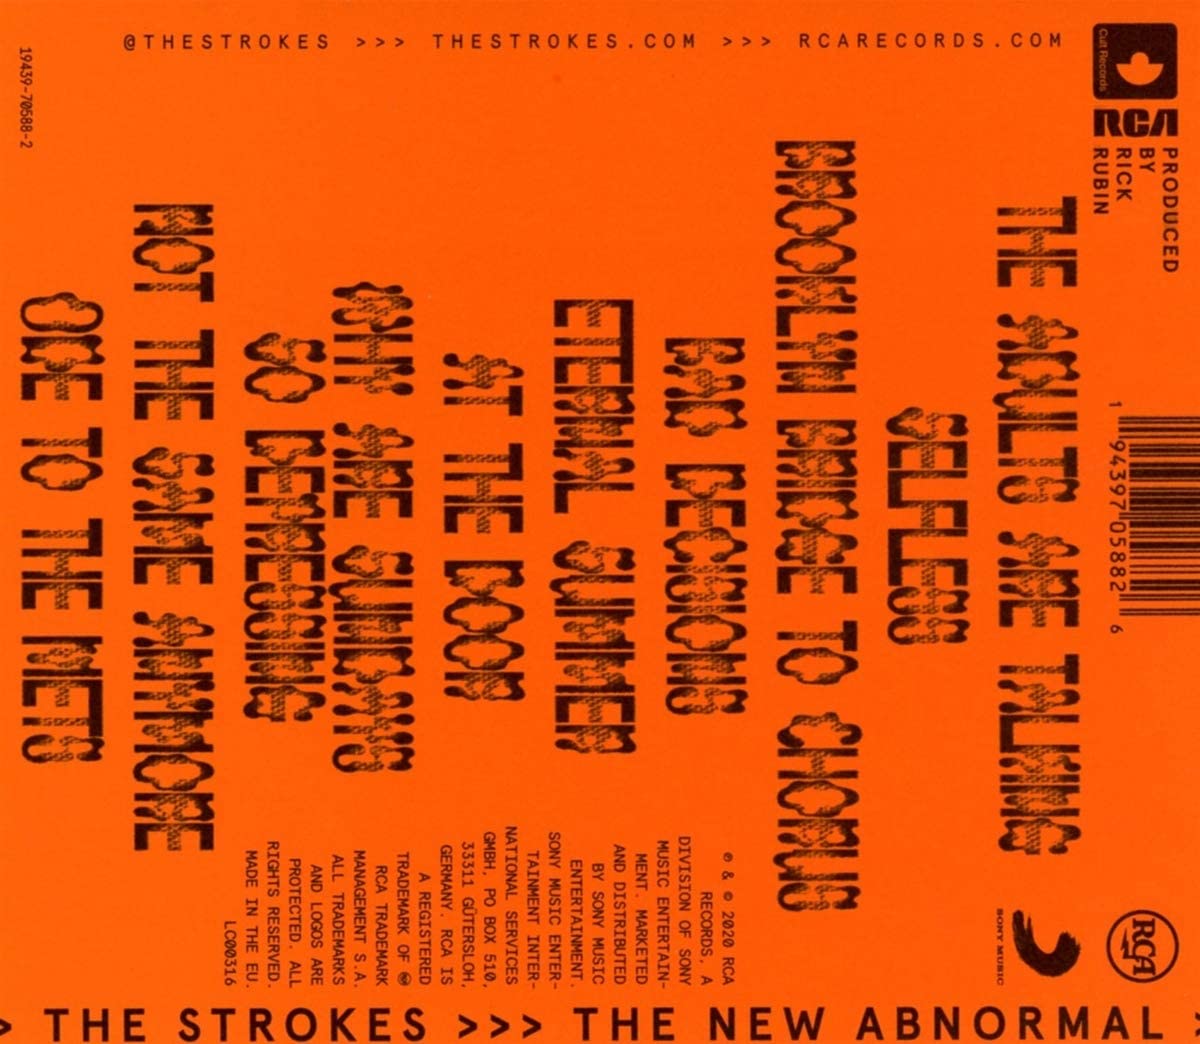 @THESTROKES >>> THESTROKES.COM >>> RCARECORDS.COM
Cult Records
RCA
PRODUCED
BY
RICK
RUBIN
1 94397 05882 6
RCA
SONY MUSIC
THE ADULTS ARE TALKING
SELFLESS
BROOKLYN BRIDGE TO CHORUS
BAD DECISIONS
ETERNAL SUMMER
AT THE DOOR
WHY ARE SUNDAYS
SO DEPRESSING
NOT THE SAME ANYMORE
ODE TO THE METS
19439-70588-2
℗ & © 2020 RCA
RECORDS, A
DIVISION OF SONY
MUSIC ENTERTAIN-
MENT. MARKETED
AND DISTRIBUTED
BY SONY MUSIC
ENTERTAINMENT.
SONY MUSIC ENTER-
TAINMENT INTER-
NATIONAL SERVICES
GMBH, PO BOX 510,
33311 GÜTERSLOH,
GERMANY. RCA IS
A REGISTERED
TRADEMARK OF
RCA TRADEMARK
MANAGEMENT S.A.
ALL TRADEMARKS
AND LOGOS ARE
PROTECTED. ALL
RIGHTS RESERVED.
MADE IN THE EU.
LC00316
> THE STROKES >>> THE NEW ABNORMAL >